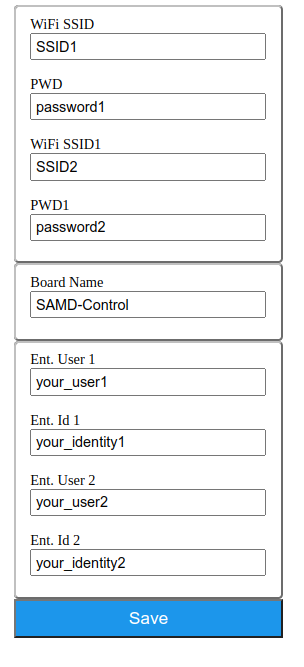 WiFi SSID
SSID1
PWD
password1
WiFi SSID1
SSID2
PWD1
password2
Board Name
SAMD-Control
Ent. User 1
your_user1
Ent. Id 1
your_identity1
Ent. User 2
your_user2
Ent. Id 2
your_identity2
Save